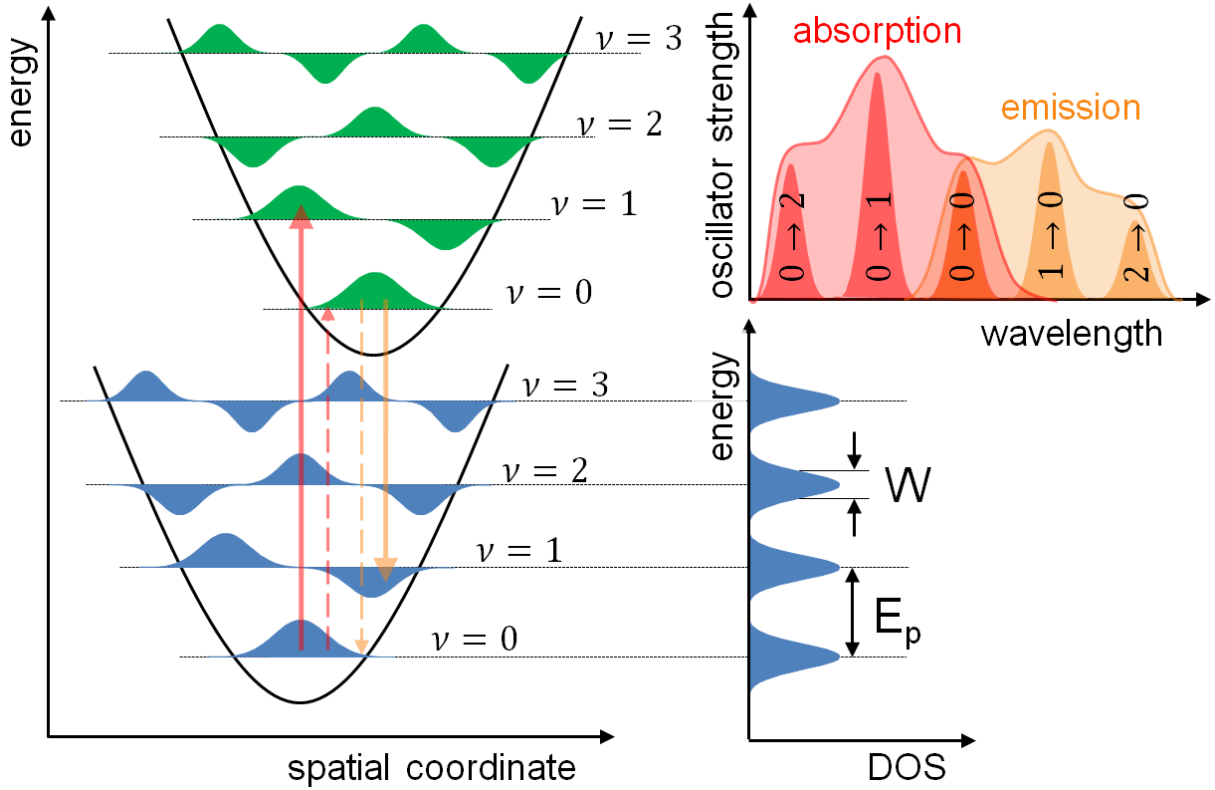 energy
ν = 3
ν = 2
ν = 1
ν = 0
ν = 3
ν = 2
ν = 1
ν = 0
spatial coordinate
oscillator strength
absorption
emission
0 → 2
0 → 1
0 → 0
1 → 0
2 → 0
wavelength
energy
W
Ep
DOS